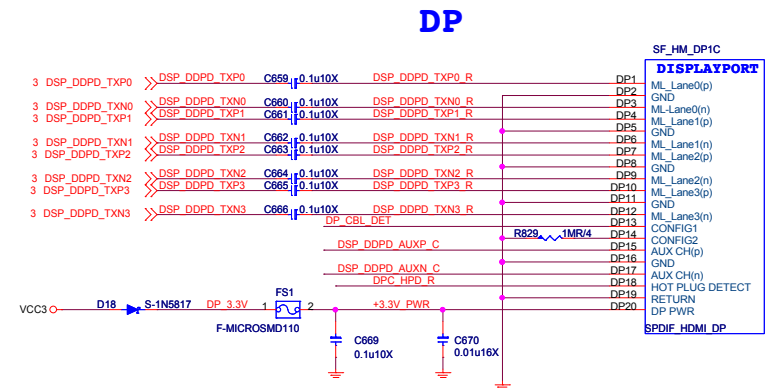 DP
SF_HM_DP1C
DISPLAYPORT
3 DSP_DDPD_TXP0 DSP_DDPD_TXP0 C659 0.1u10X DSP_DDPD_TXP0_R DP1 ML_Lane0(p)
DP2 GND
3 DSP_DDPD_TXN0 DSP_DDPD_TXN0 C660 0.1u10X DSP_DDPD_TXN0_R DP3 ML-Lane0(n)
3 DSP_DDPD_TXP1 DSP_DDPD_TXP1 C661 0.1u10X DSP_DDPD_TXP1_R DP4 ML_Lane1(p)
DP5 GND
3 DSP_DDPD_TXN1 DSP_DDPD_TXN1 C662 0.1u10X DSP_DDPD_TXN1_R DP6 ML_Lane1(n)
3 DSP_DDPD_TXP2 DSP_DDPD_TXP2 C663 0.1u10X DSP_DDPD_TXP2_R DP7 ML_Lane2(p)
DP8 GND
3 DSP_DDPD_TXN2 DSP_DDPD_TXN2 C664 0.1u10X DSP_DDPD_TXN2_R DP9 ML_Lane2(n)
3 DSP_DDPD_TXP3 DSP_DDPD_TXP3 C665 0.1u10X DSP_DDPD_TXP3_R DP10 ML_Lane3(p)
DP11 GND
3 DSP_DDPD_TXN3 DSP_DDPD_TXN3 C666 0.1u10X DSP_DDPD_TXN3_R DP12 ML_Lane3(n)
DP_CBL_DET DP13 CONFIG1
R829 1MR/4 DP14 CONFIG2
DSP_DDPD_AUXP_C DP15 AUX CH(p)
DP16 GND
DSP_DDPD_AUXN_C DP17 AUX CH(n)
DPC_HPD_R DP18 HOT PLUG DETECT
DP19 RETURN
VCC3 D18 S-1N5817 DP_3.3V 1 FS1 2 +3.3V_PWR DP20 DP PWR
F-MICROSMD110 SPDIF_HDMI_DP
C669 C670
0.1u10X 0.01u16X